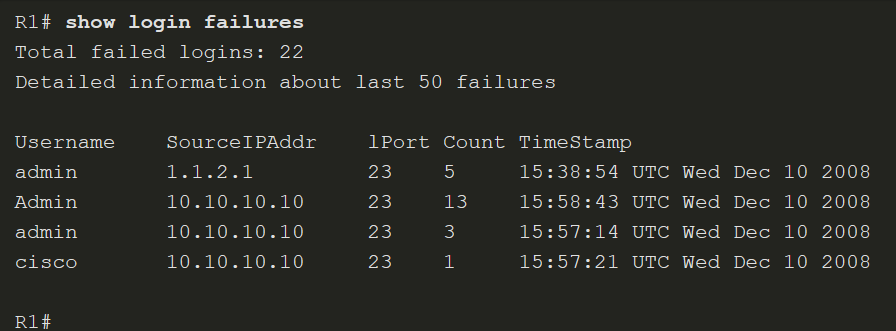 R1# show login failures
Total failed logins: 22
Detailed information about last 50 failures
Username    SourceIPAddr    lPort Count TimeStamp
admin       1.1.2.1         23    5     15:38:54 UTC Wed Dec 10 2008
Admin       10.10.10.10     23    13    15:58:43 UTC Wed Dec 10 2008
admin       10.10.10.10     23    3     15:57:14 UTC Wed Dec 10 2008
cisco       10.10.10.10     23    1     15:57:21 UTC Wed Dec 10 2008
R1#